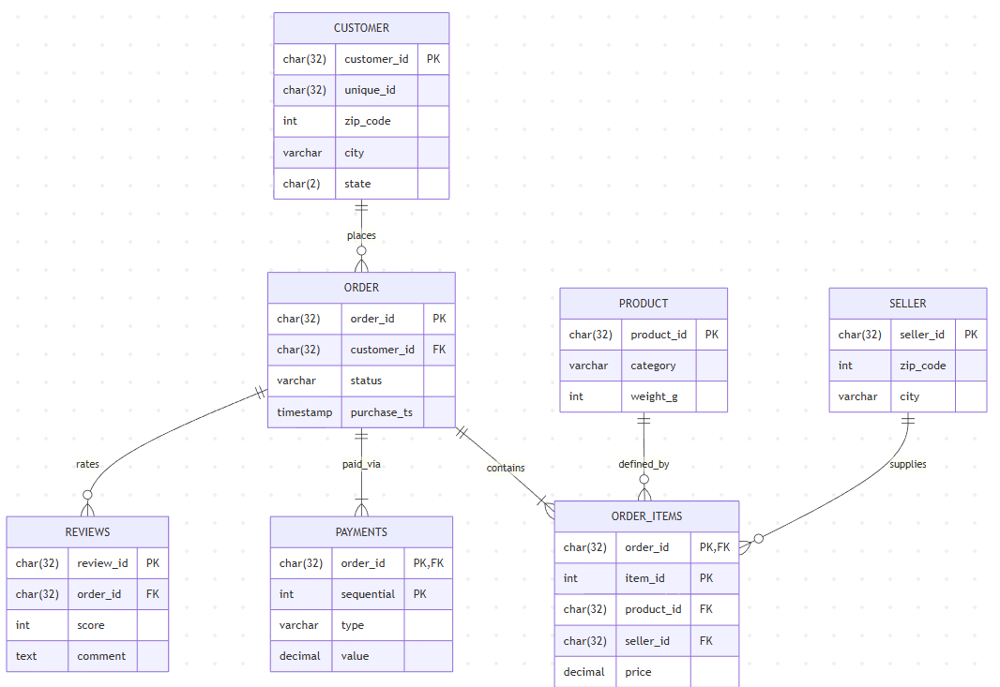 CUSTOMER
char(32) customer_id PK
char(32) unique_id
int zip_code
varchar city
char(2) state
places
ORDER
char(32) order_id PK
char(32) customer_id FK
varchar status
timestamp purchase_ts
PRODUCT
char(32) product_id PK
varchar category
int weight_g
SELLER
char(32) seller_id PK
int zip_code
varchar city
rates
paid_via
contains
defined_by
supplies
REVIEWS
char(32) review_id PK
char(32) order_id FK
int score
text comment
PAYMENTS
char(32) order_id PK,FK
int sequential PK
varchar type
decimal value
ORDER_ITEMS
char(32) order_id PK,FK
int item_id PK
char(32) product_id FK
char(32) seller_id FK
decimal price